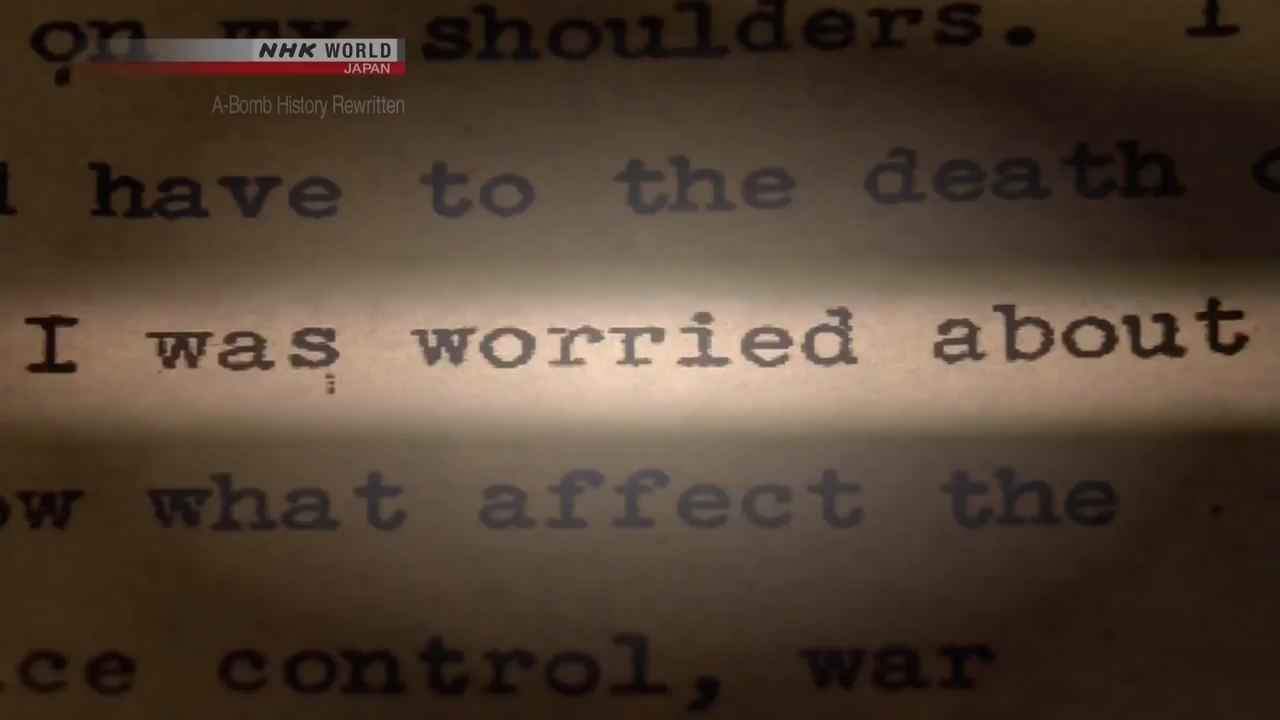 on my shoulders. I
NHK WORLD
JAPAN
A-Bomb History Rewritten
have to the death
I was worried about
what affect the
control, war